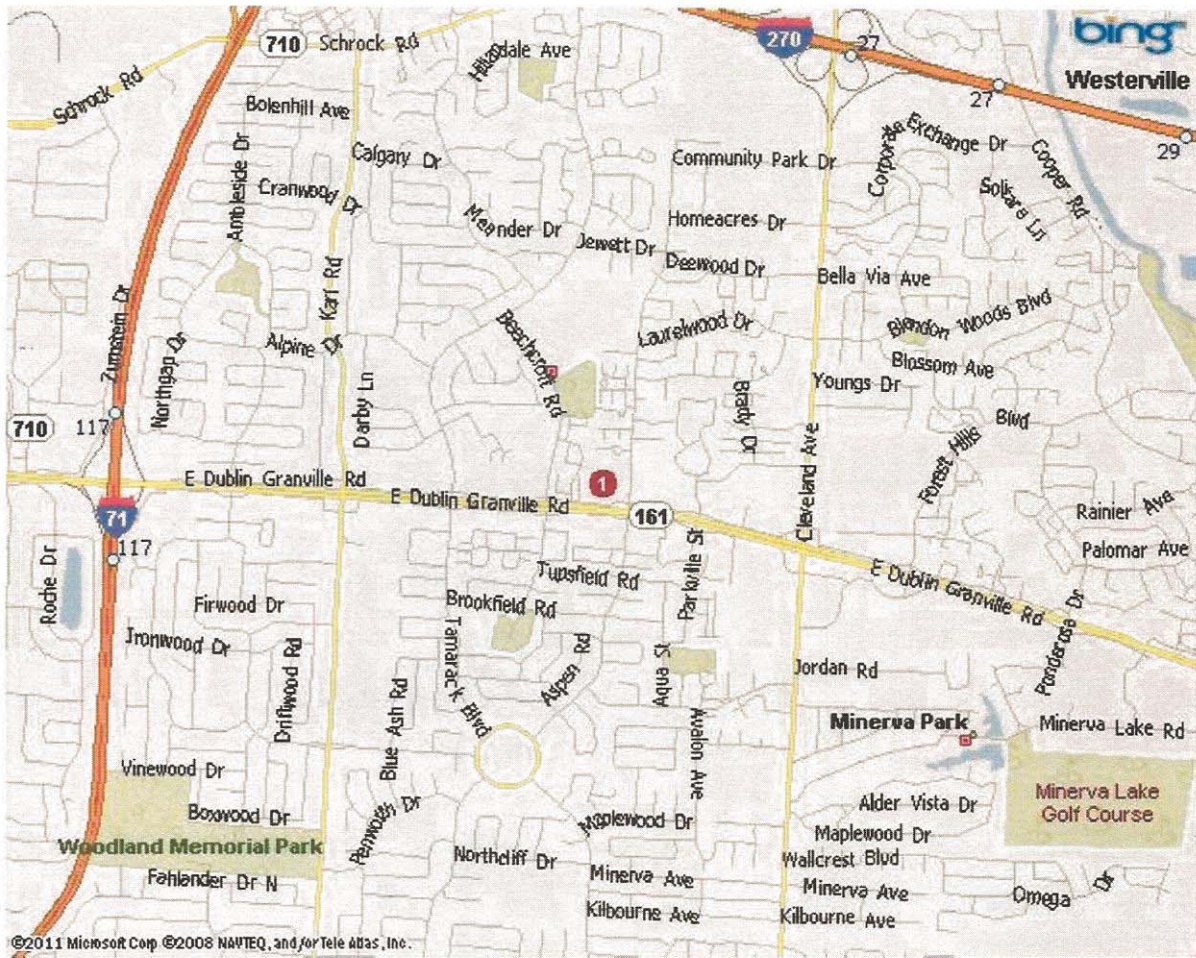 bing
Westerville
710
Schrock Rd
270
27
Hillandale Ave
Schrock Rd
27
29
Bolenhill Ave
Ambleside Dr
Calgary Dr
Cranwood Dr
Community Park Dr
Corporate Exchange Dr
Cooper Rd
Solkara Ln
Homeacres Dr
Meander Dr
Jewett Dr
Deewood Dr
Bella Via Ave
Karl Rd
Zumstein Dr
Northgap Dr
Alpine Dr
Beechcroft Rd
Laurelwood Dr
Blendon Woods Blvd
Blossom Ave
Darby Ln
Brady Dr
Youngs Dr
Forest Hills Blvd
710
117
E Dublin Granville Rd
E Dublin Granville Rd
1
161
Cleveland Ave
Rainier Ave
Palomar Ave
71
117
Roche Dr
Tupsfield Rd
Parkville St
E Dublin Granville Rd
Firwood Dr
Brookfield Rd
Ironwood Dr
Driftwood Rd
Tamarack Blvd
Aspen Rd
Aqua St
Jordan Rd
Ponderosa Dr
Blue Ash Rd
Avalon Ave
Minerva Park
Minerva Lake Rd
Vinewood Dr
Boxwood Dr
Penworth Dr
Maplewood Dr
Alder Vista Dr
Minerva Lake
Golf Course
Maplewood Dr
Woodland Memorial Park
Northcliff Dr
Wallcrest Blvd
Fahlander Dr N
Minerva Ave
Minerva Ave
Omega Dr
Kilbourne Ave
Kilbourne Ave
©2011 Microsoft Corp ©2008 NAVTEQ, and/or Tele Atlas, Inc.